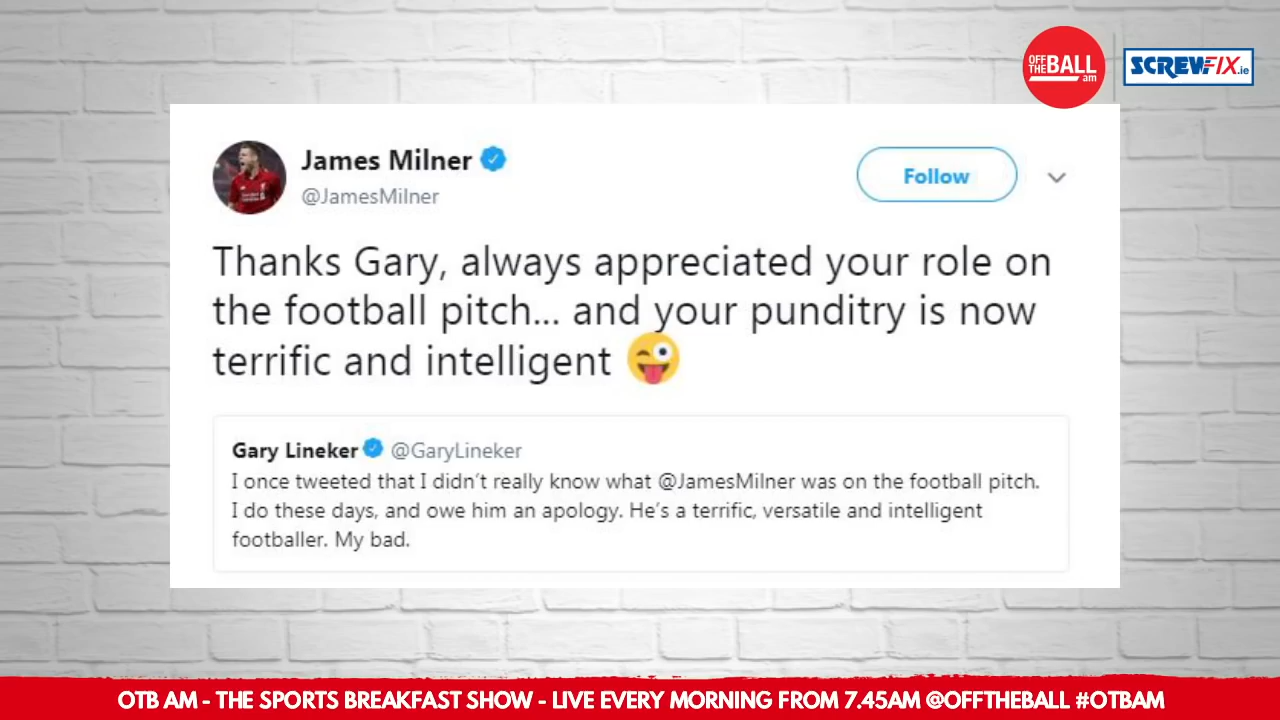 OFF
THE BALL
am
SCREWFIX.ie
James Milner
@JamesMilner
Follow
Thanks Gary, always appreciated your role on
the football pitch... and your punditry is now
terrific and intelligent 😜
Gary Lineker @GaryLineker
I once tweeted that I didn't really know what @JamesMilner was on the football pitch.
I do these days, and owe him an apology. He's a terrific, versatile and intelligent
footballer. My bad.
OTB AM - THE SPORTS BREAKFAST SHOW - LIVE EVERY MORNING FROM 7.45AM @OFFTHEBALL #OTBAM